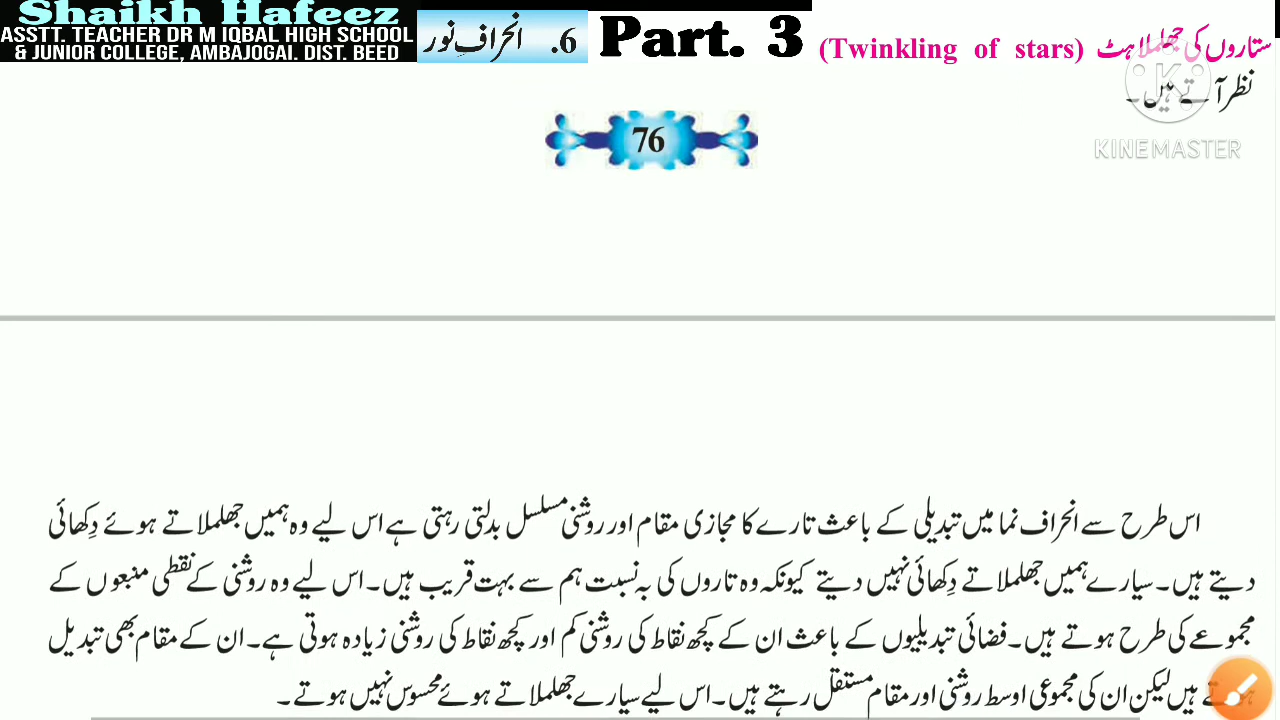 Shaikh Hafeez
ASSTT. TEACHER DR M IQBAL HIGH SCHOOL
& JUNIOR COLLEGE, AMBAJOGAI. DIST. BEED
6. انحرافِ نور
Part. 3
ستاروں کی جھلملاہٹ (Twinkling of stars)
نظر آتے ہیں۔
KINEMASTER
76
اس طرح سے انحراف نما میں تبدیلی کے باعث تارے کا مجازی مقام اور روشنی مسلسل بدلتی رہتی ہے اس لیے وہ ہمیں جھلملاتے ہوئے دِکھائی
دیتے ہیں۔ سیارے ہمیں جھلملاتے دِکھائی نہیں دیتے کیونکہ وہ تاروں کی بہ نسبت ہم سے بہت قریب ہیں۔ اس لیے وہ روشنی کے نقطی منبعوں کے
مجموعے کی طرح ہوتے ہیں۔ فضائی تبدیلیوں کے باعث ان کے کچھ نقاط کی روشنی کم اور کچھ نقاط کی روشنی زیادہ ہوتی ہے۔ ان کے مقام بھی تبدیل
ہوتے ہیں لیکن ان کی مجموعی اوسط روشنی اور مقام مستقل رہتے ہیں۔ اس لیے سیارے جھلملاتے ہوئے محسوس نہیں ہوتے۔